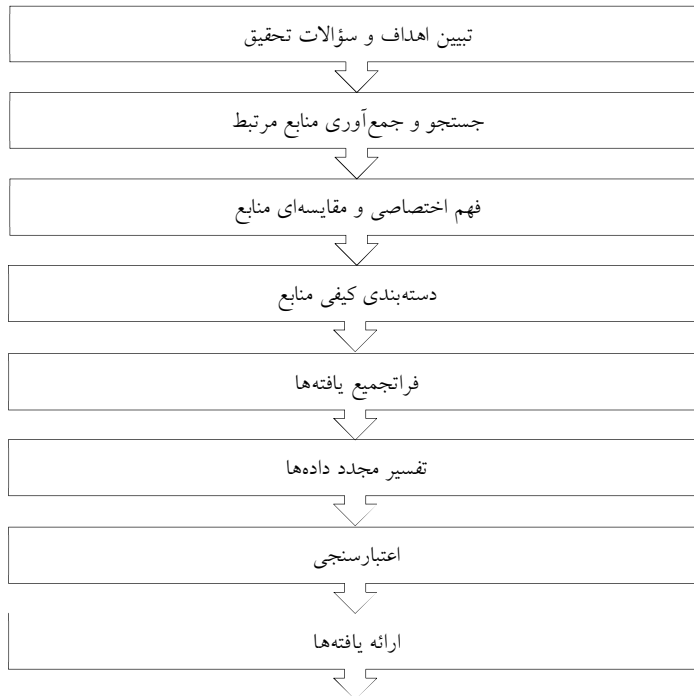 تبیین اهداف و سؤالات تحقیق
جستجو و جمع‌آوری منابع مرتبط
فهم اختصاصی و مقایسه‌ای منابع
دسته‌بندی کیفی منابع
فراتجمیع یافته‌ها
تفسیر مجدد داده‌ها
اعتبارسنجی
ارائه یافته‌ها